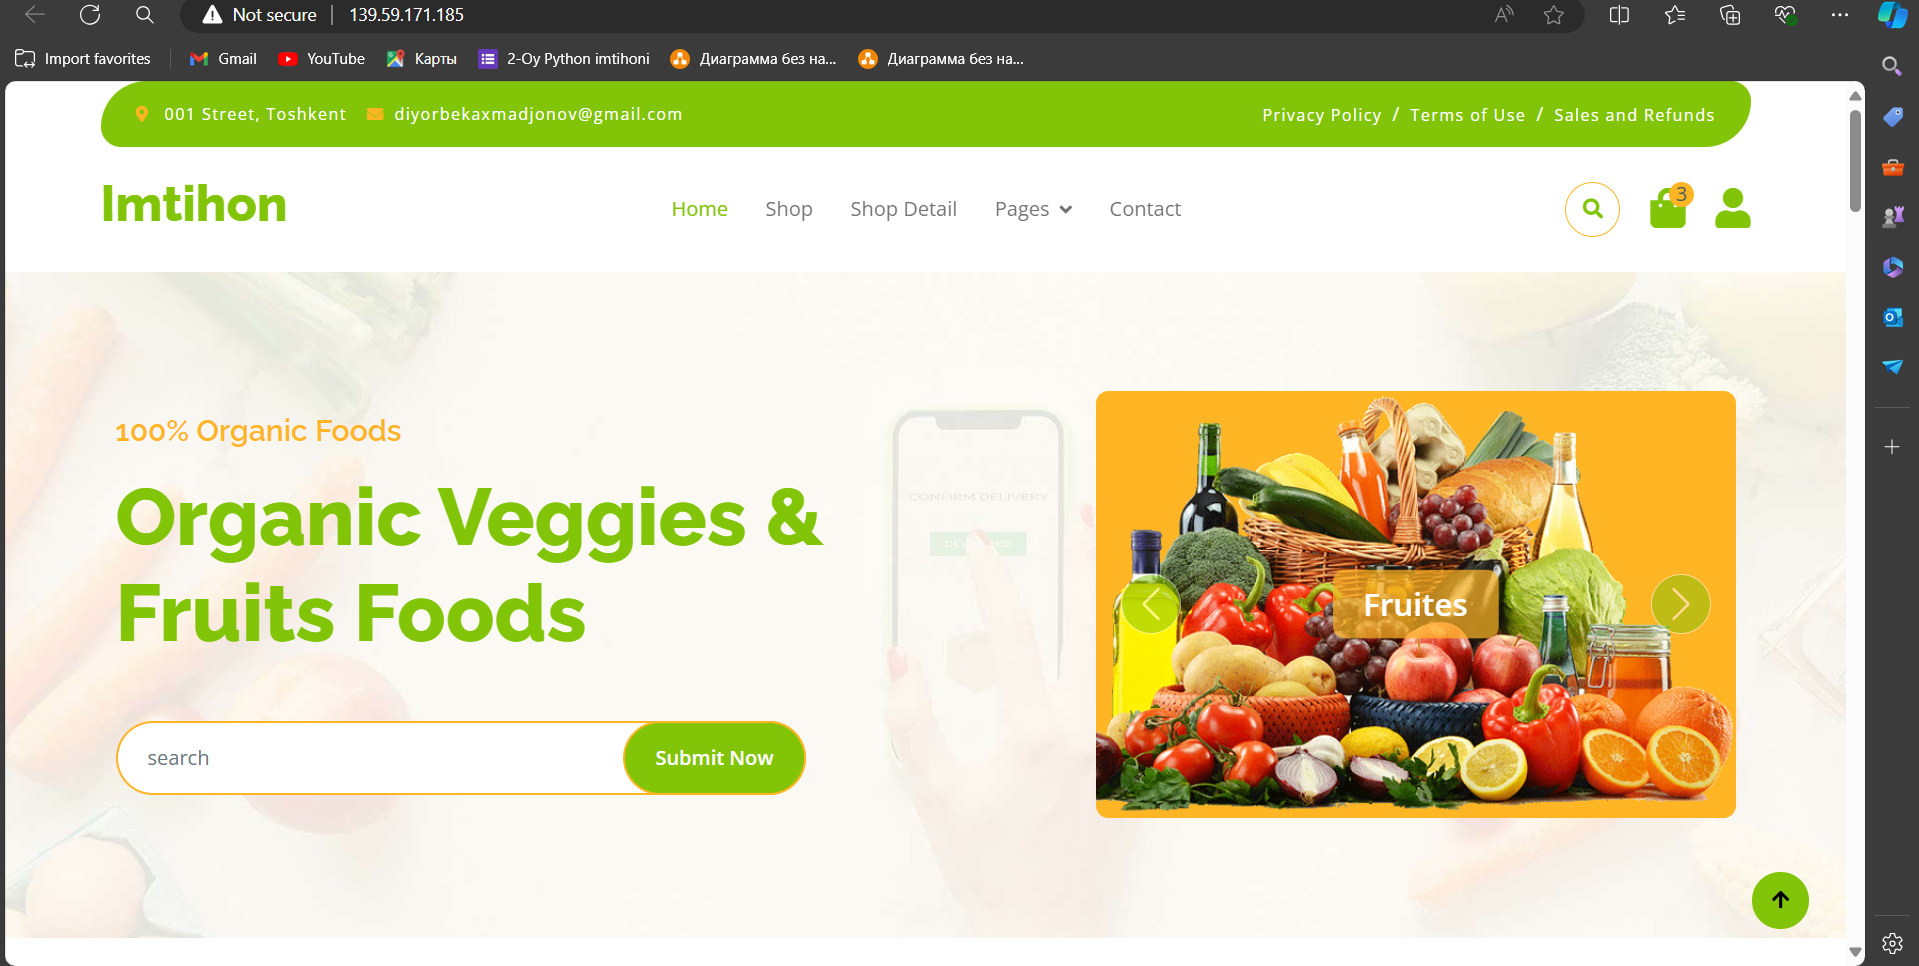 Not secure 139.59.171.185
Import favorites Gmail YouTube Карты 2-Oy Python imtihoni Диаграмма без на... Диаграмма без на...
001 Street, Toshkent diyorbekaxmadjonov@gmail.com Privacy Policy / Terms of Use / Sales and Refunds
Imtihon Home Shop Shop Detail Pages Contact 3
100% Organic Foods
Organic Veggies &
Fruits Foods
CONFIRM DELIVERY
Fruites
search Submit Now